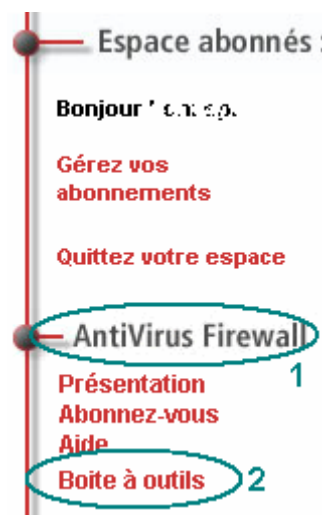 Espace abonnés :
Bonjour
Gérez vos
abonnements
Quittez votre espace
AntiVirus Firewall
1
Présentation
Abonnez-vous
Aide
Boite à outils 2